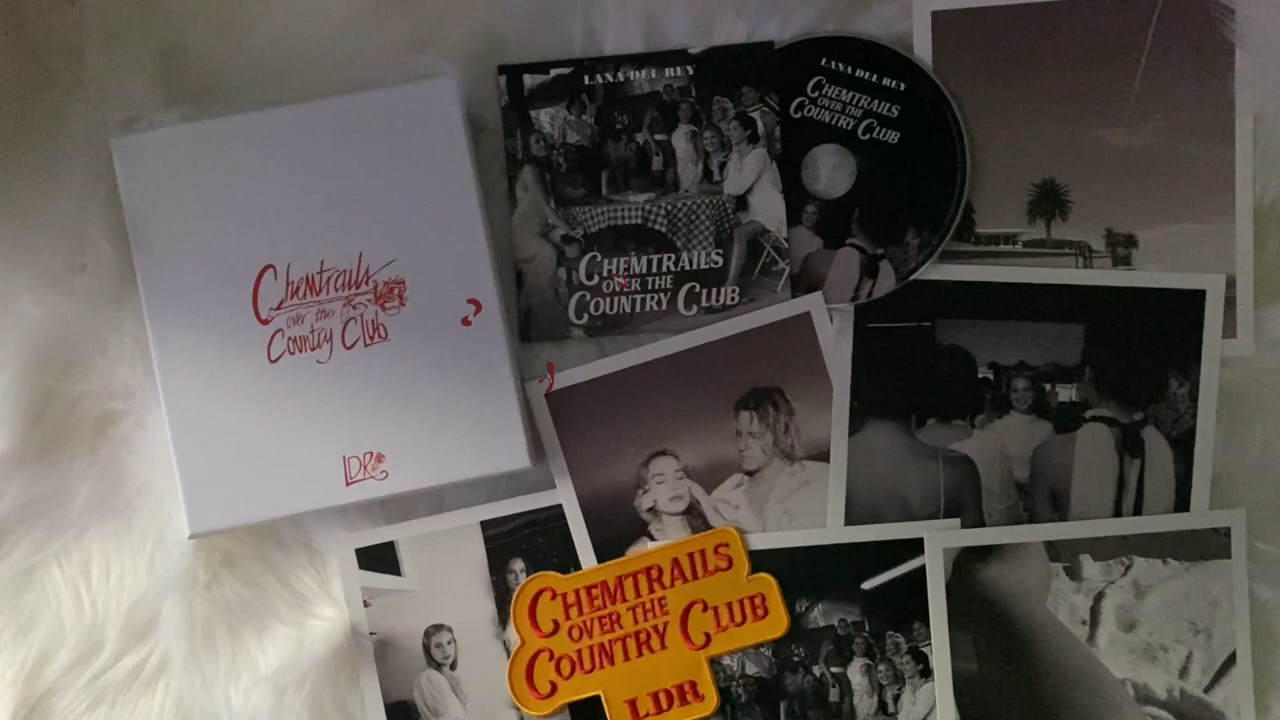 Chemtrails
over the
Country Club
LDR
LANA DEL REY
CHEMTRAILS
OVER THE
COUNTRY CLUB
LANA DEL REY
CHEMTRAILS
OVER THE
COUNTRY CLUB
CHEMTRAILS
OVER THE
COUNTRY CLUB
LDR